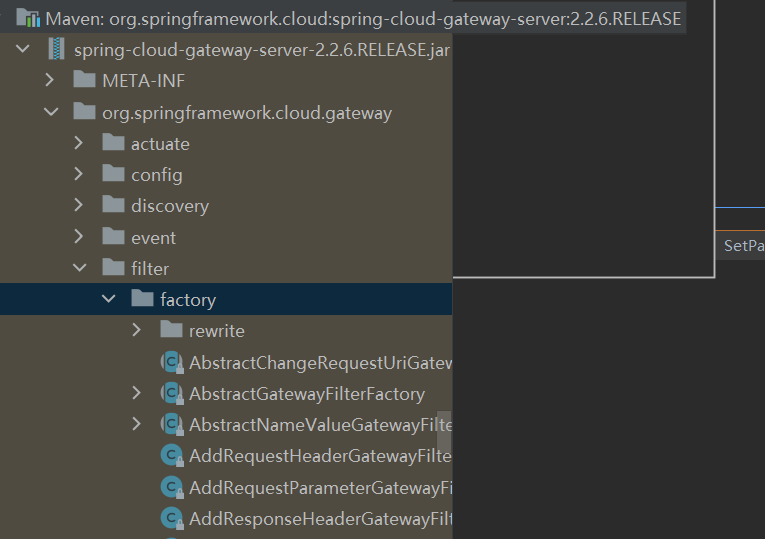 Maven: org.springframework.cloud:spring-cloud-gateway-server:2.2.6.RELEASE
spring-cloud-gateway-server-2.2.6.RELEASE.jar
META-INF
org.springframework.cloud.gateway
actuate
config
discovery
event
SetPa
filter
factory
rewrite
AbstractChangeRequestUriGatew
AbstractGatewayFilterFactory
AbstractNameValueGatewayFilte
AddRequestHeaderGatewayFilte
AddRequestParameterGatewayFi
AddResponseHeaderGatewayFilt